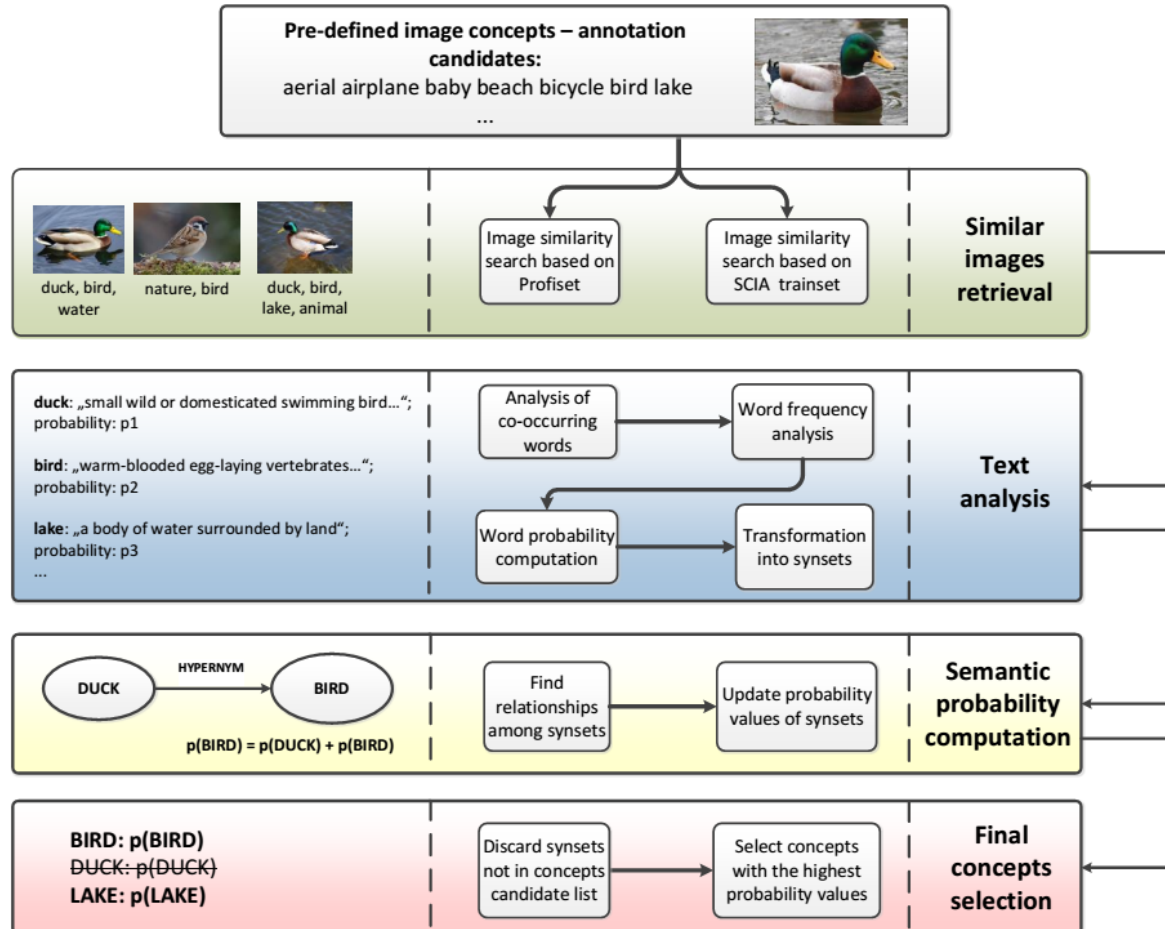 Pre-defined image concepts – annotation
candidates:
aerial airplane baby beach bicycle bird lake
...
duck, bird,
water
nature, bird
duck, bird,
lake, animal
Image similarity
search based on
Profiset
Image similarity
search based on
SCIA trainset
Similar
images
retrieval
duck: „small wild or domesticated swimming bird...“;
probability: p1
bird: „warm-blooded egg-laying vertebrates...“;
probability: p2
lake: „a body of water surrounded by land“;
probability: p3
...
Analysis of
co-occurring
words
Word frequency
analysis
Word probability
computation
Transformation
into synsets
Text
analysis
DUCK
HYPERNYM
BIRD
p(BIRD) = p(DUCK) + p(BIRD)
Find
relationships
among synsets
Update probability
values of synsets
Semantic
probability
computation
BIRD: p(BIRD)
DUCK: p(DUCK)
LAKE: p(LAKE)
Discard synsets
not in concepts
candidate list
Select concepts
with the highest
probability values
Final
concepts
selection